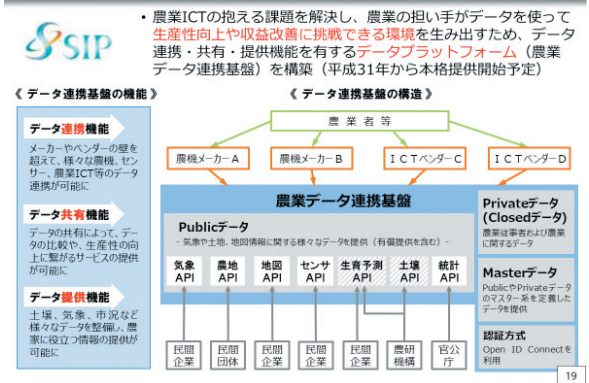 SIP
• 農業ICTの抱える課題を解決し、農業の担い手がデータを使って
生産性向上や収益改善に挑戦できる環境を生み出すため、データ
連携・共有・提供機能を有するデータプラットフォーム（農業
データ連携基盤）を構築（平成31年から本格提供開始予定）
《 データ連携基盤の機能 》
データ連携機能
メーカーやベンダーの壁を
超えて、様々な農機、セン
サー、農業ICT等のデータ
連携が可能に
データ共有機能
データの共有によって、デー
タの比較や、生産性の向
上に繋がるサービスの提供
が可能に
データ提供機能
土壌、気象、市況など
様々なデータを整備し、農
家に役立つ情報の提供が
可能に
《 データ連携基盤の構造 》
農 業 者 等
農機メーカーA
農機メーカーB
ＩＣＴベンダーC
ＩＣＴベンダーD
農業データ連携基盤
Publicデータ
- 気象や土地、地図情報に関する様々なデータを提供（有償提供を含む） -
気象
API
農地
API
地図
API
センサ
API
生育予測
API
土壌
API
統計
API
民間
企業
民間
団体
民間
企業
民間
企業
民間
企業
農研
機構
官公
庁
Privateデータ
(Closedデータ)
農業従事者および農業
に関するデータ
Masterデータ
PublicやPrivateデータ
のマスター系を定義した
データを提供
認証方式
Open ID Connectを
利用
19